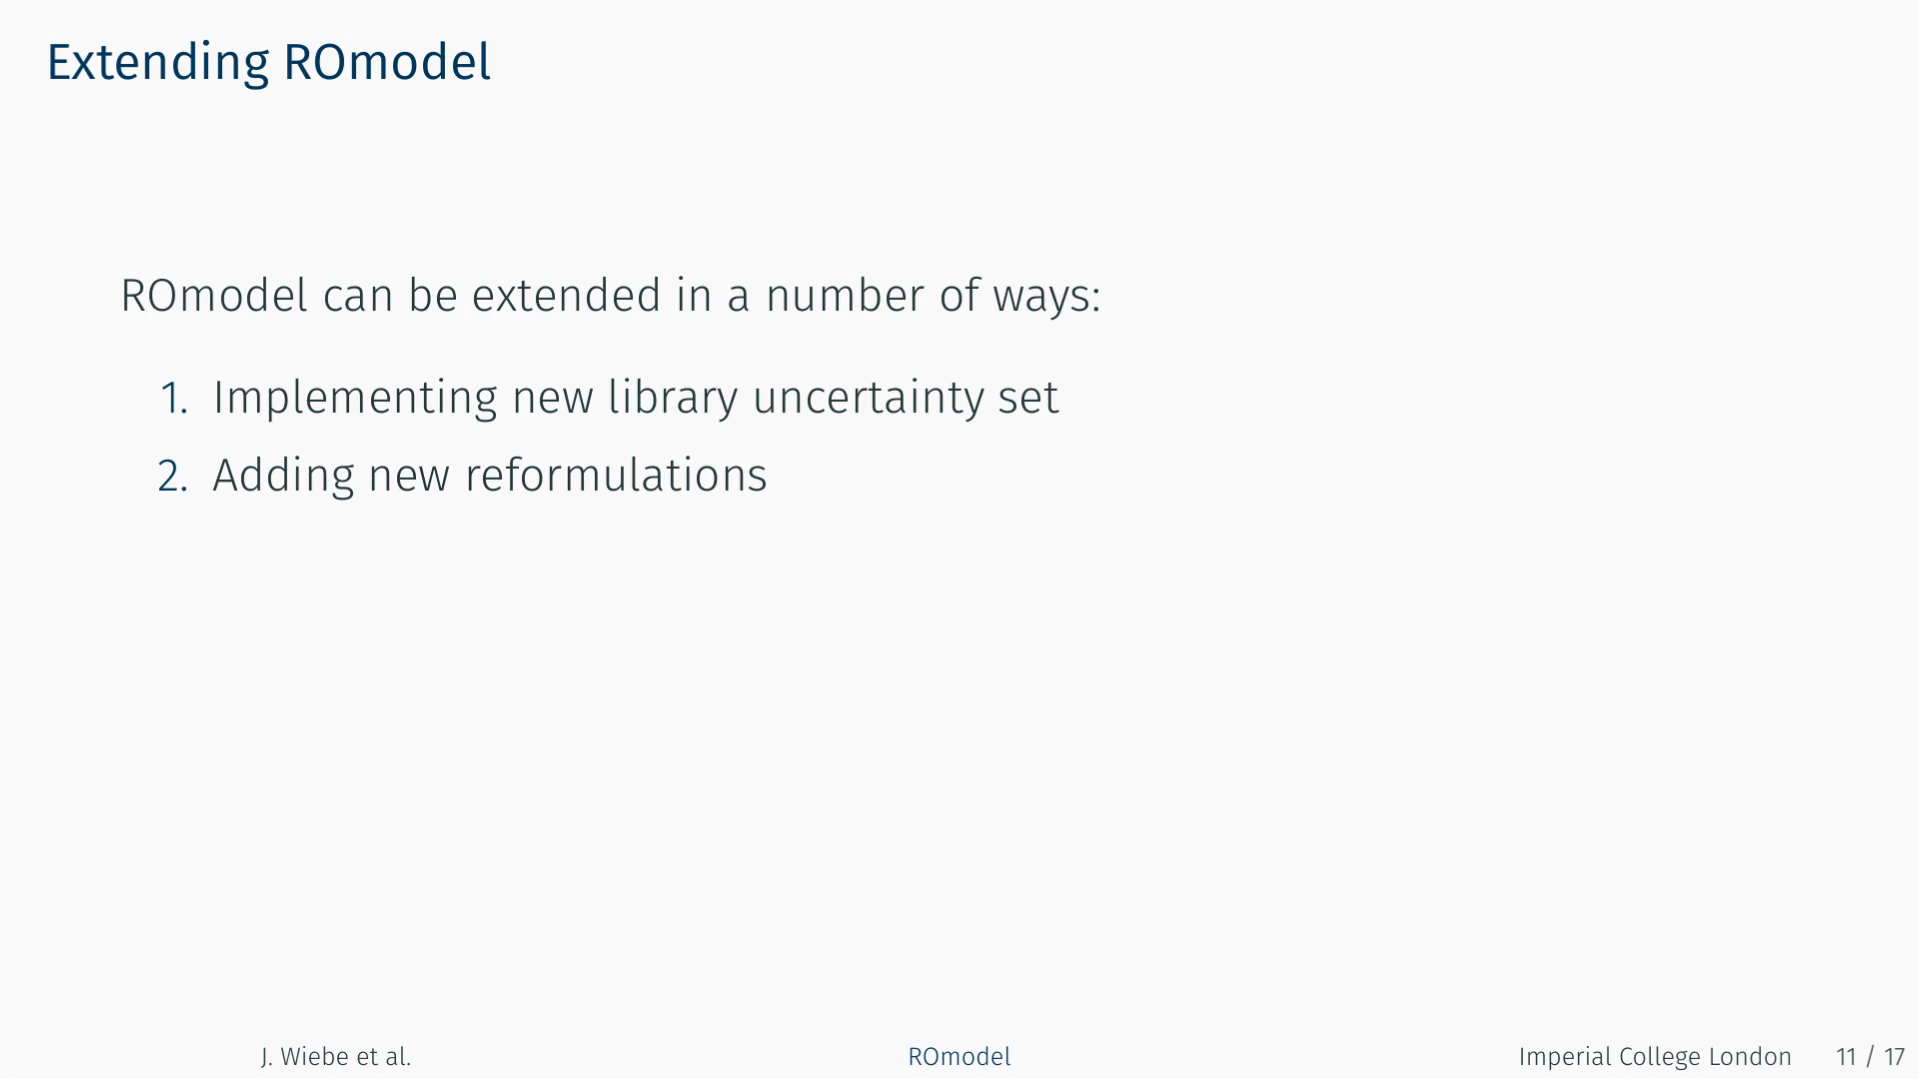 Extending ROmodel
ROmodel can be extended in a number of ways:
1. Implementing new library uncertainty set
2. Adding new reformulations
J. Wiebe et al.
ROmodel
Imperial College London
11 / 17